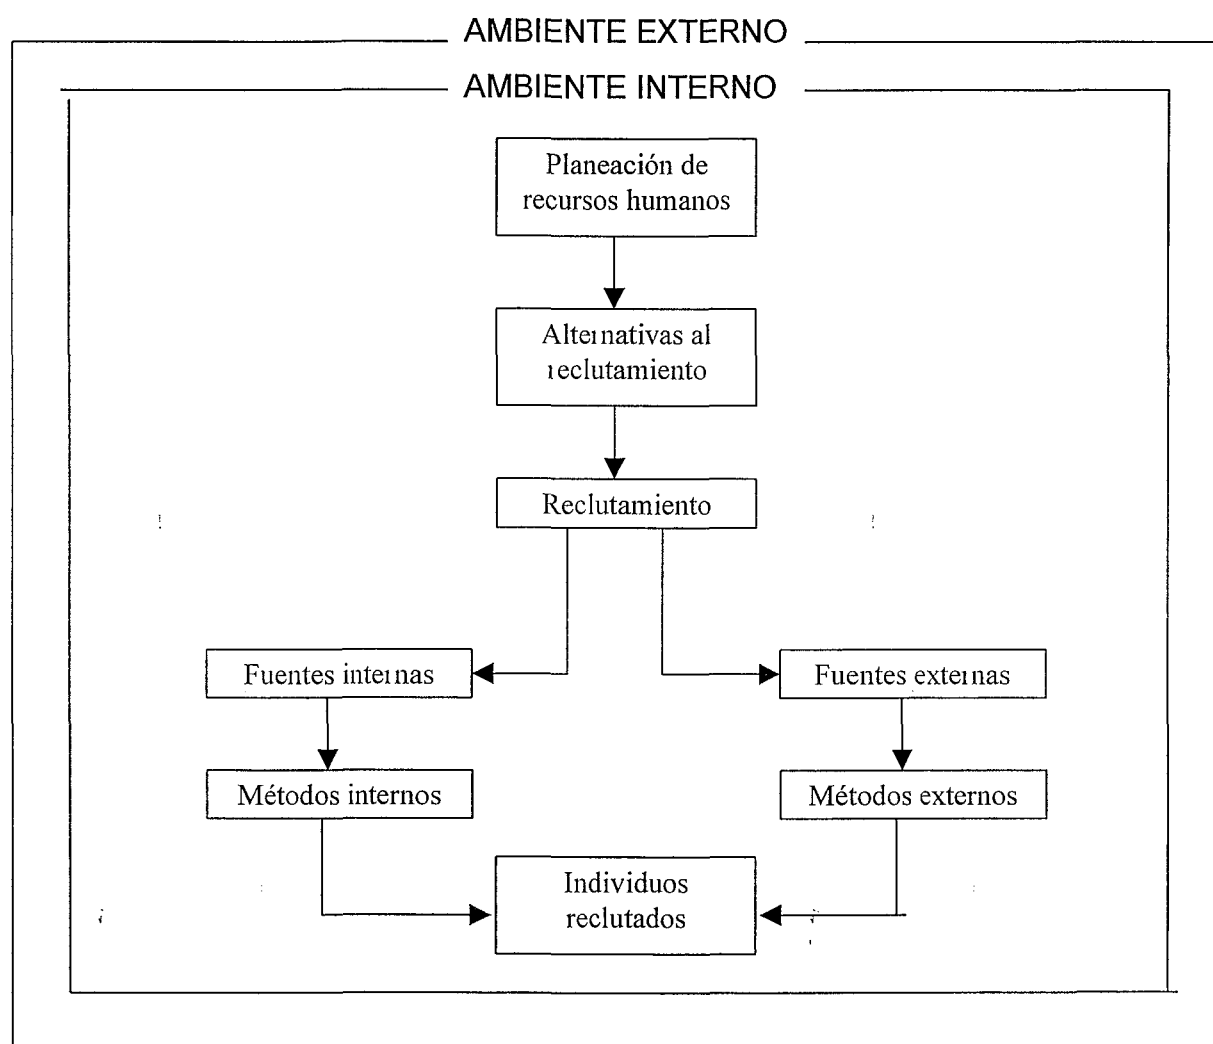 AMBIENTE EXTERNO
AMBIENTE INTERNO
Planeación de
recursos humanos
Alternativas al
reclutamiento
Reclutamiento
Fuentes internas
Fuentes externas
Métodos internos
Métodos externos
Individuos
reclutados